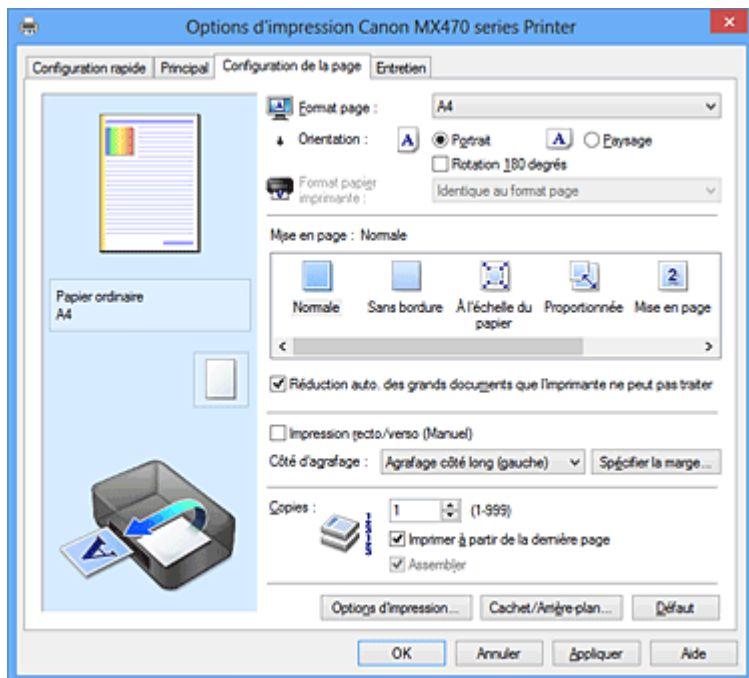 Options d'impression Canon MX470 series Printer
Configuration rapide Principal Configuration de la page Entretien
Format page : A4
Orientation : A Portrait A Paysage
Rotation 180 degrés
Format papier imprimante : Identique au format page
Mise en page : Normale
2
Normale Sans bordure À l'échelle du papier Proportionnée Mise en page
Papier ordinaire
A4
Réduction auto. des grands documents que l'imprimante ne peut pas traiter
Impression recto/verso (Manuel)
Côté d'agrafage : Agrafage côté long (gauche) Spécifier la marge...
Copies : 1 (1-999)
Imprimer à partir de la dernière page
Assembler
A
Options d'impression... Cachet/Arrière-plan... Défaut
OK Annuler Appliquer Aide